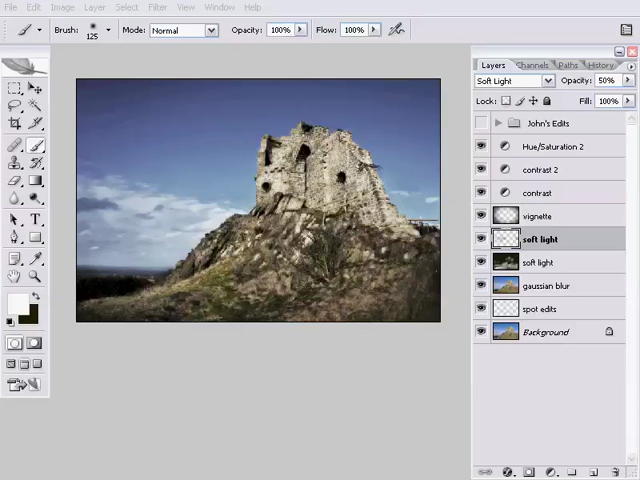 File Edit Image Layer Select Filter View Window Help
Brush: 125 Mode: Normal Opacity: 100% Flow: 100%
Layers Channels Paths History
Soft Light Opacity: 50%
Lock: Fill: 100%
John's Edits
Hue/Saturation 2
contrast 2
contrast
vignette
soft light
soft light
gaussian blur
spot edits
Background
T